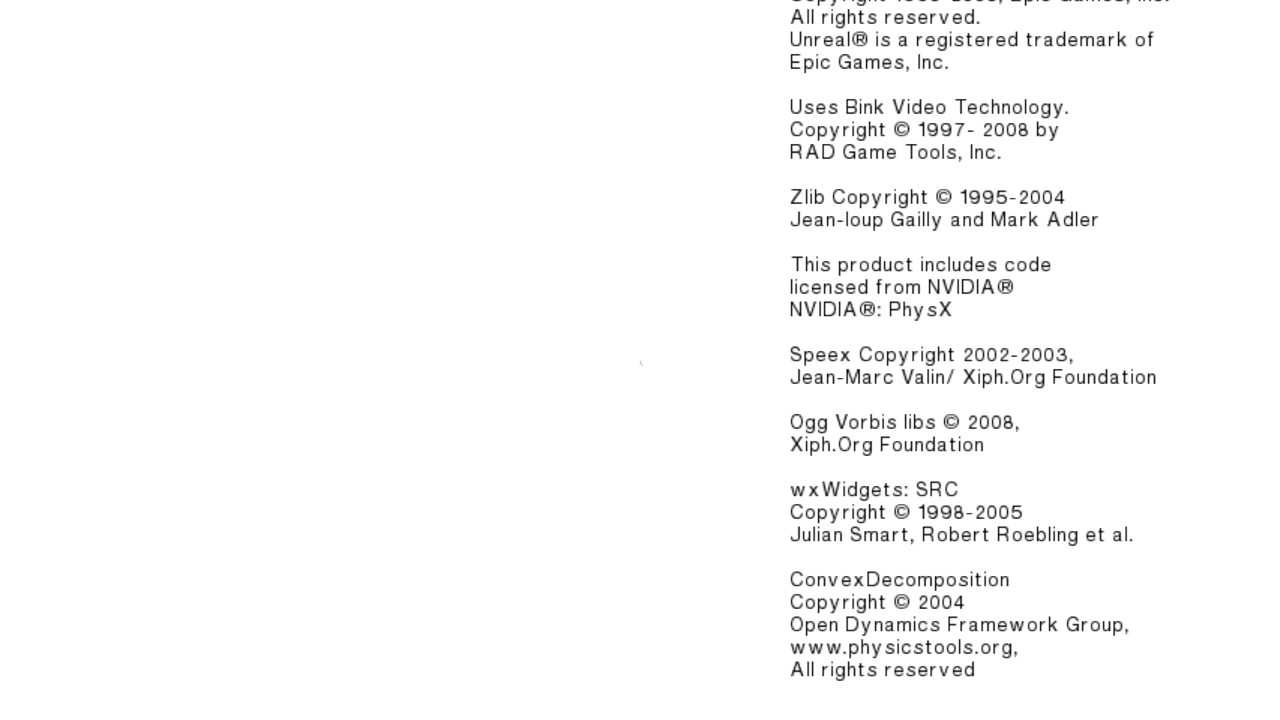 All rights reserved.
Unreal® is a registered trademark of
Epic Games, Inc.
Uses Bink Video Technology.
Copyright © 1997- 2008 by
RAD Game Tools, Inc.
Zlib Copyright © 1995-2004
Jean-loup Gailly and Mark Adler
This product includes code
licensed from NVIDIA®
NVIDIA®: PhysX
Speex Copyright 2002-2003,
Jean-Marc Valin/ Xiph.Org Foundation
Ogg Vorbis libs © 2008,
Xiph.Org Foundation
wxWidgets: SRC
Copyright © 1998-2005
Julian Smart, Robert Roebling et al.
ConvexDecomposition
Copyright © 2004
Open Dynamics Framework Group,
www.physicstools.org,
All rights reserved